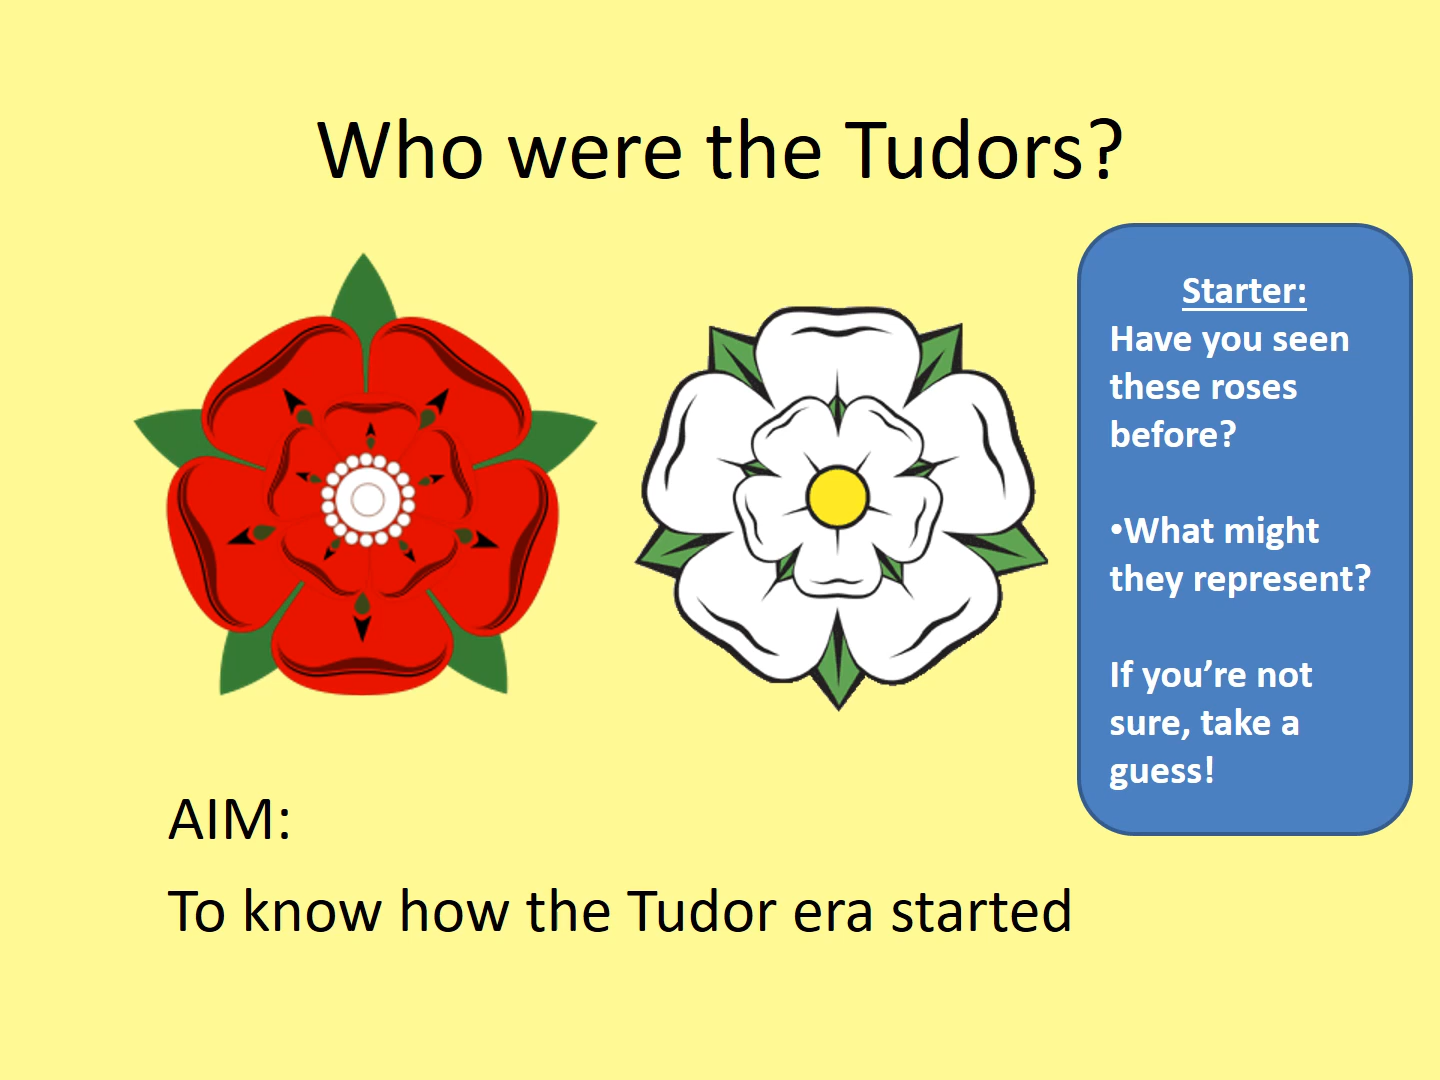 Who were the Tudors?
Starter:
Have you seen
these roses
before?
•What might
they represent?
If you’re not
sure, take a
guess!
AIM:
To know how the Tudor era started